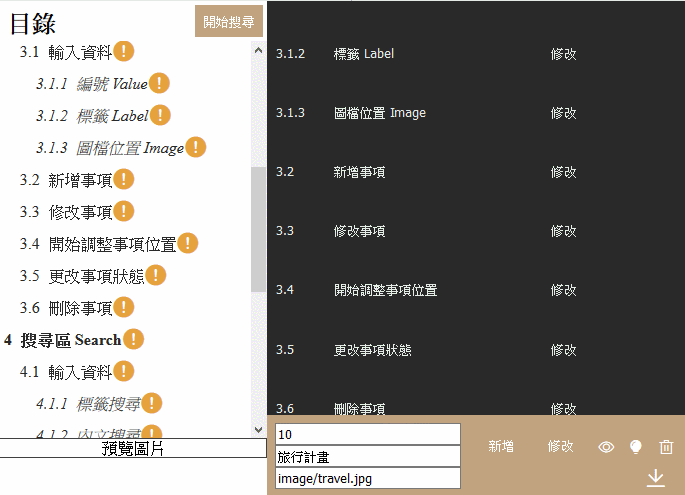 目錄
開始搜尋
3.1 輸入資料
3.1.1 編號 Value
3.1.2 標籤 Label
3.1.3 圖檔位置 Image
3.2 新增事項
3.3 修改事項
3.4 開始調整事項位置
3.5 更改事項狀態
3.6 刪除事項
4 搜尋區 Search
4.1 輸入資料
4.1.1 標籤搜尋
4.1.2 內文搜尋
預覽圖片
3.1.2 標籤 Label 修改
3.1.3 圖檔位置 Image 修改
3.2 新增事項 修改
3.3 修改事項 修改
3.4 開始調整事項位置 修改
3.5 更改事項狀態 修改
3.6 刪除事項 修改
10
旅行計畫
image/travel.jpg
新增 修改